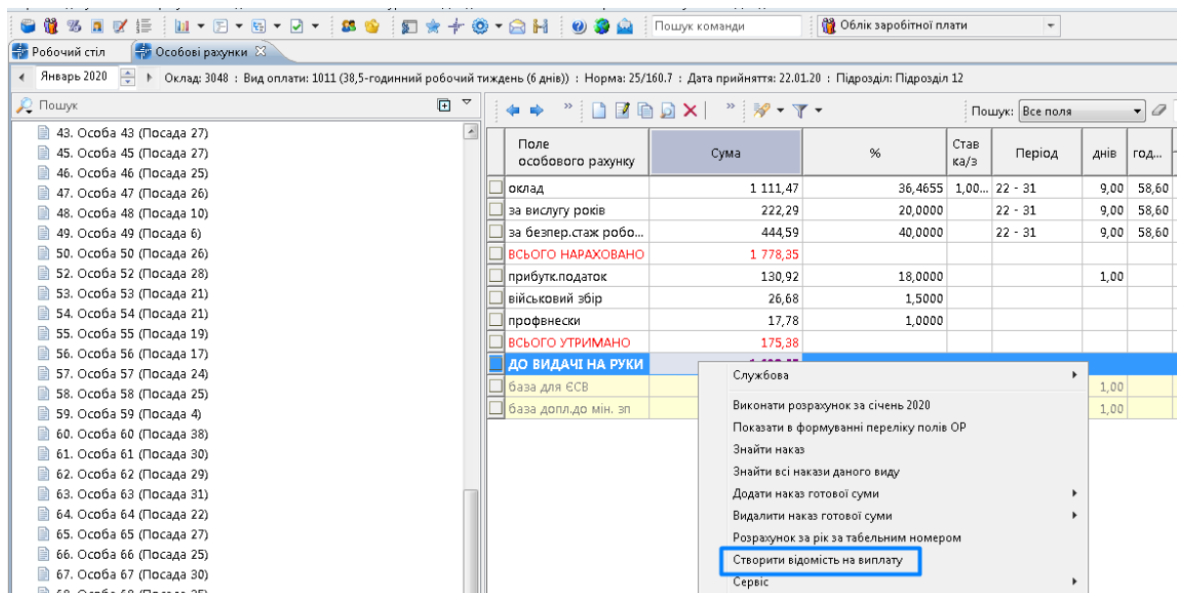 Пошук команди
Облік заробітної плати
Робочий стіл
Особові рахунки
Январь 2020
Оклад: 3048 : Вид оплати: 1011 (38,5-годинний робочий тиждень (6 днів)) : Норма: 25/160.7 : Дата прийняття: 22.01.20 : Підрозділ: Підрозділ 12
Пошук
Пошук: Все поля
43. Особа 43 (Посада 27)
45. Особа 45 (Посада 27)
46. Особа 46 (Посада 25)
47. Особа 47 (Посада 26)
48. Особа 48 (Посада 10)
49. Особа 49 (Посада 6)
50. Особа 50 (Посада 26)
52. Особа 52 (Посада 28)
53. Особа 53 (Посада 21)
54. Особа 54 (Посада 21)
55. Особа 55 (Посада 19)
56. Особа 56 (Посада 17)
57. Особа 57 (Посада 24)
58. Особа 58 (Посада 25)
59. Особа 59 (Посада 4)
60. Особа 60 (Посада 38)
61. Особа 61 (Посада 30)
62. Особа 62 (Посада 29)
63. Особа 63 (Посада 31)
64. Особа 64 (Посада 22)
65. Особа 65 (Посада 27)
66. Особа 66 (Посада 25)
67. Особа 67 (Посада 30)
Поле особового рахунку Сума % Став ка/з Період днів год...
оклад 1 111,47 36,4655 1,00... 22 - 31 9,00 58,60
за вислугу років 222,29 20,0000 22 - 31 9,00 58,60
за безпер.стаж робо... 444,59 40,0000 22 - 31 9,00 58,60
ВСЬОГО НАРАХОВАНО 1 778,35
прибутк.податок 130,92 18,0000 1,00
військовий збір 26,68 1,5000
профвнески 17,78 1,0000
ВСЬОГО УТРИМАНО 175,38
ДО ВИДАЧІ НА РУКИ
база для ЄСВ 1,00
база допл.до мін. зп 1,00
Службова
Виконати розрахунок за січень 2020
Показати в формуванні переліку полів ОР
Знайти наказ
Знайти всі накази даного виду
Додати наказ готової суми
Видалити наказ готової суми
Розрахунок за рік за табельним номером
Створити відомість на виплату
Сервіс